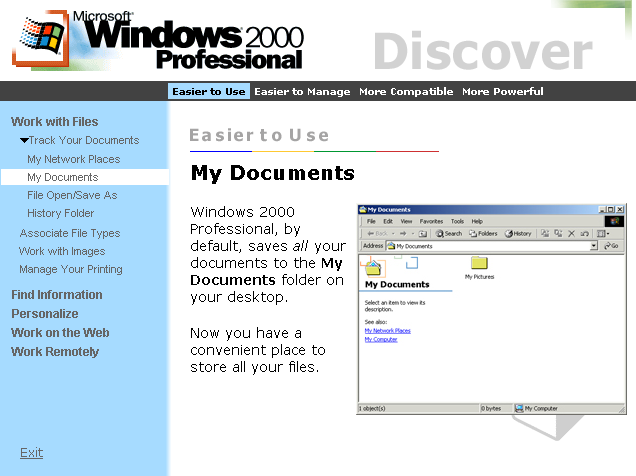 Microsoft®
Windows® 2000
Professional
Discover
Easier to Use Easier to Manage More Compatible More Powerful
Work with Files
Track Your Documents
My Network Places
My Documents
File Open/Save As
History Folder
Associate File Types
Work with Images
Manage Your Printing
Find Information
Personalize
Work on the Web
Work Remotely
Exit
Easier to Use
My Documents
Windows 2000
Professional, by
default, saves all your
documents to the My
Documents folder on
your desktop.
Now you have a
convenient place to
store all your files.
My Documents
File Edit View Favorites Tools Help
Back Search Folders History
Address My Documents Go
My Documents
Select an item to view its
description.
See also:
My Network Places
My Computer
My Pictures
1 object(s) 0 bytes My Computer